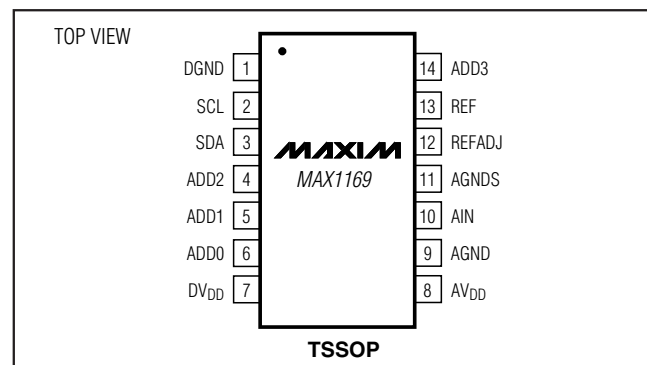 TOP VIEW
DGND 1
SCL 2
SDA 3
ADD2 4
ADD1 5
ADD0 6
DVDD 7
MAXIM
MAX1169
14 ADD3
13 REF
12 REFADJ
11 AGNDS
10 AIN
9 AGND
8 AVDD
TSSOP